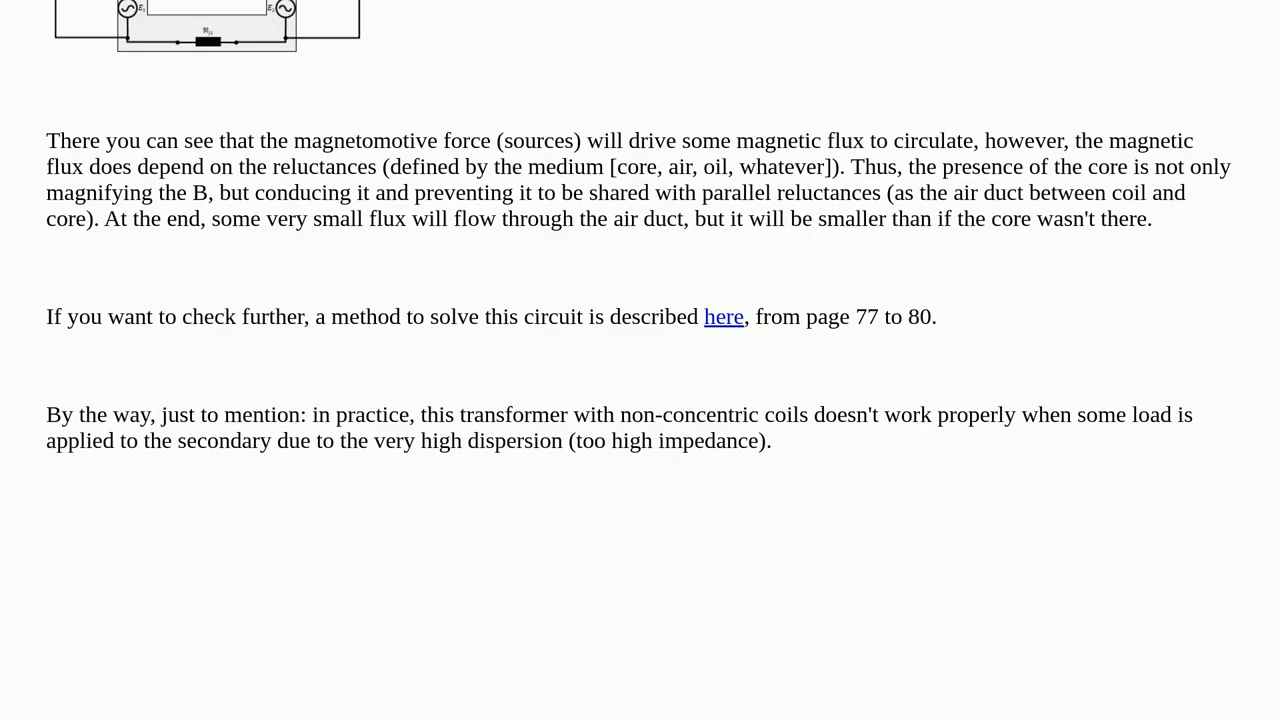 There you can see that the magnetomotive force (sources) will drive some magnetic flux to circulate, however, the magnetic
flux does depend on the reluctances (defined by the medium [core, air, oil, whatever]). Thus, the presence of the core is not only
magnifying the B, but conducing it and preventing it to be shared with parallel reluctances (as the air duct between coil and
core). At the end, some very small flux will flow through the air duct, but it will be smaller than if the core wasn't there.
If you want to check further, a method to solve this circuit is described here, from page 77 to 80.
By the way, just to mention: in practice, this transformer with non-concentric coils doesn't work properly when some load is
applied to the secondary due to the very high dispersion (too high impedance).